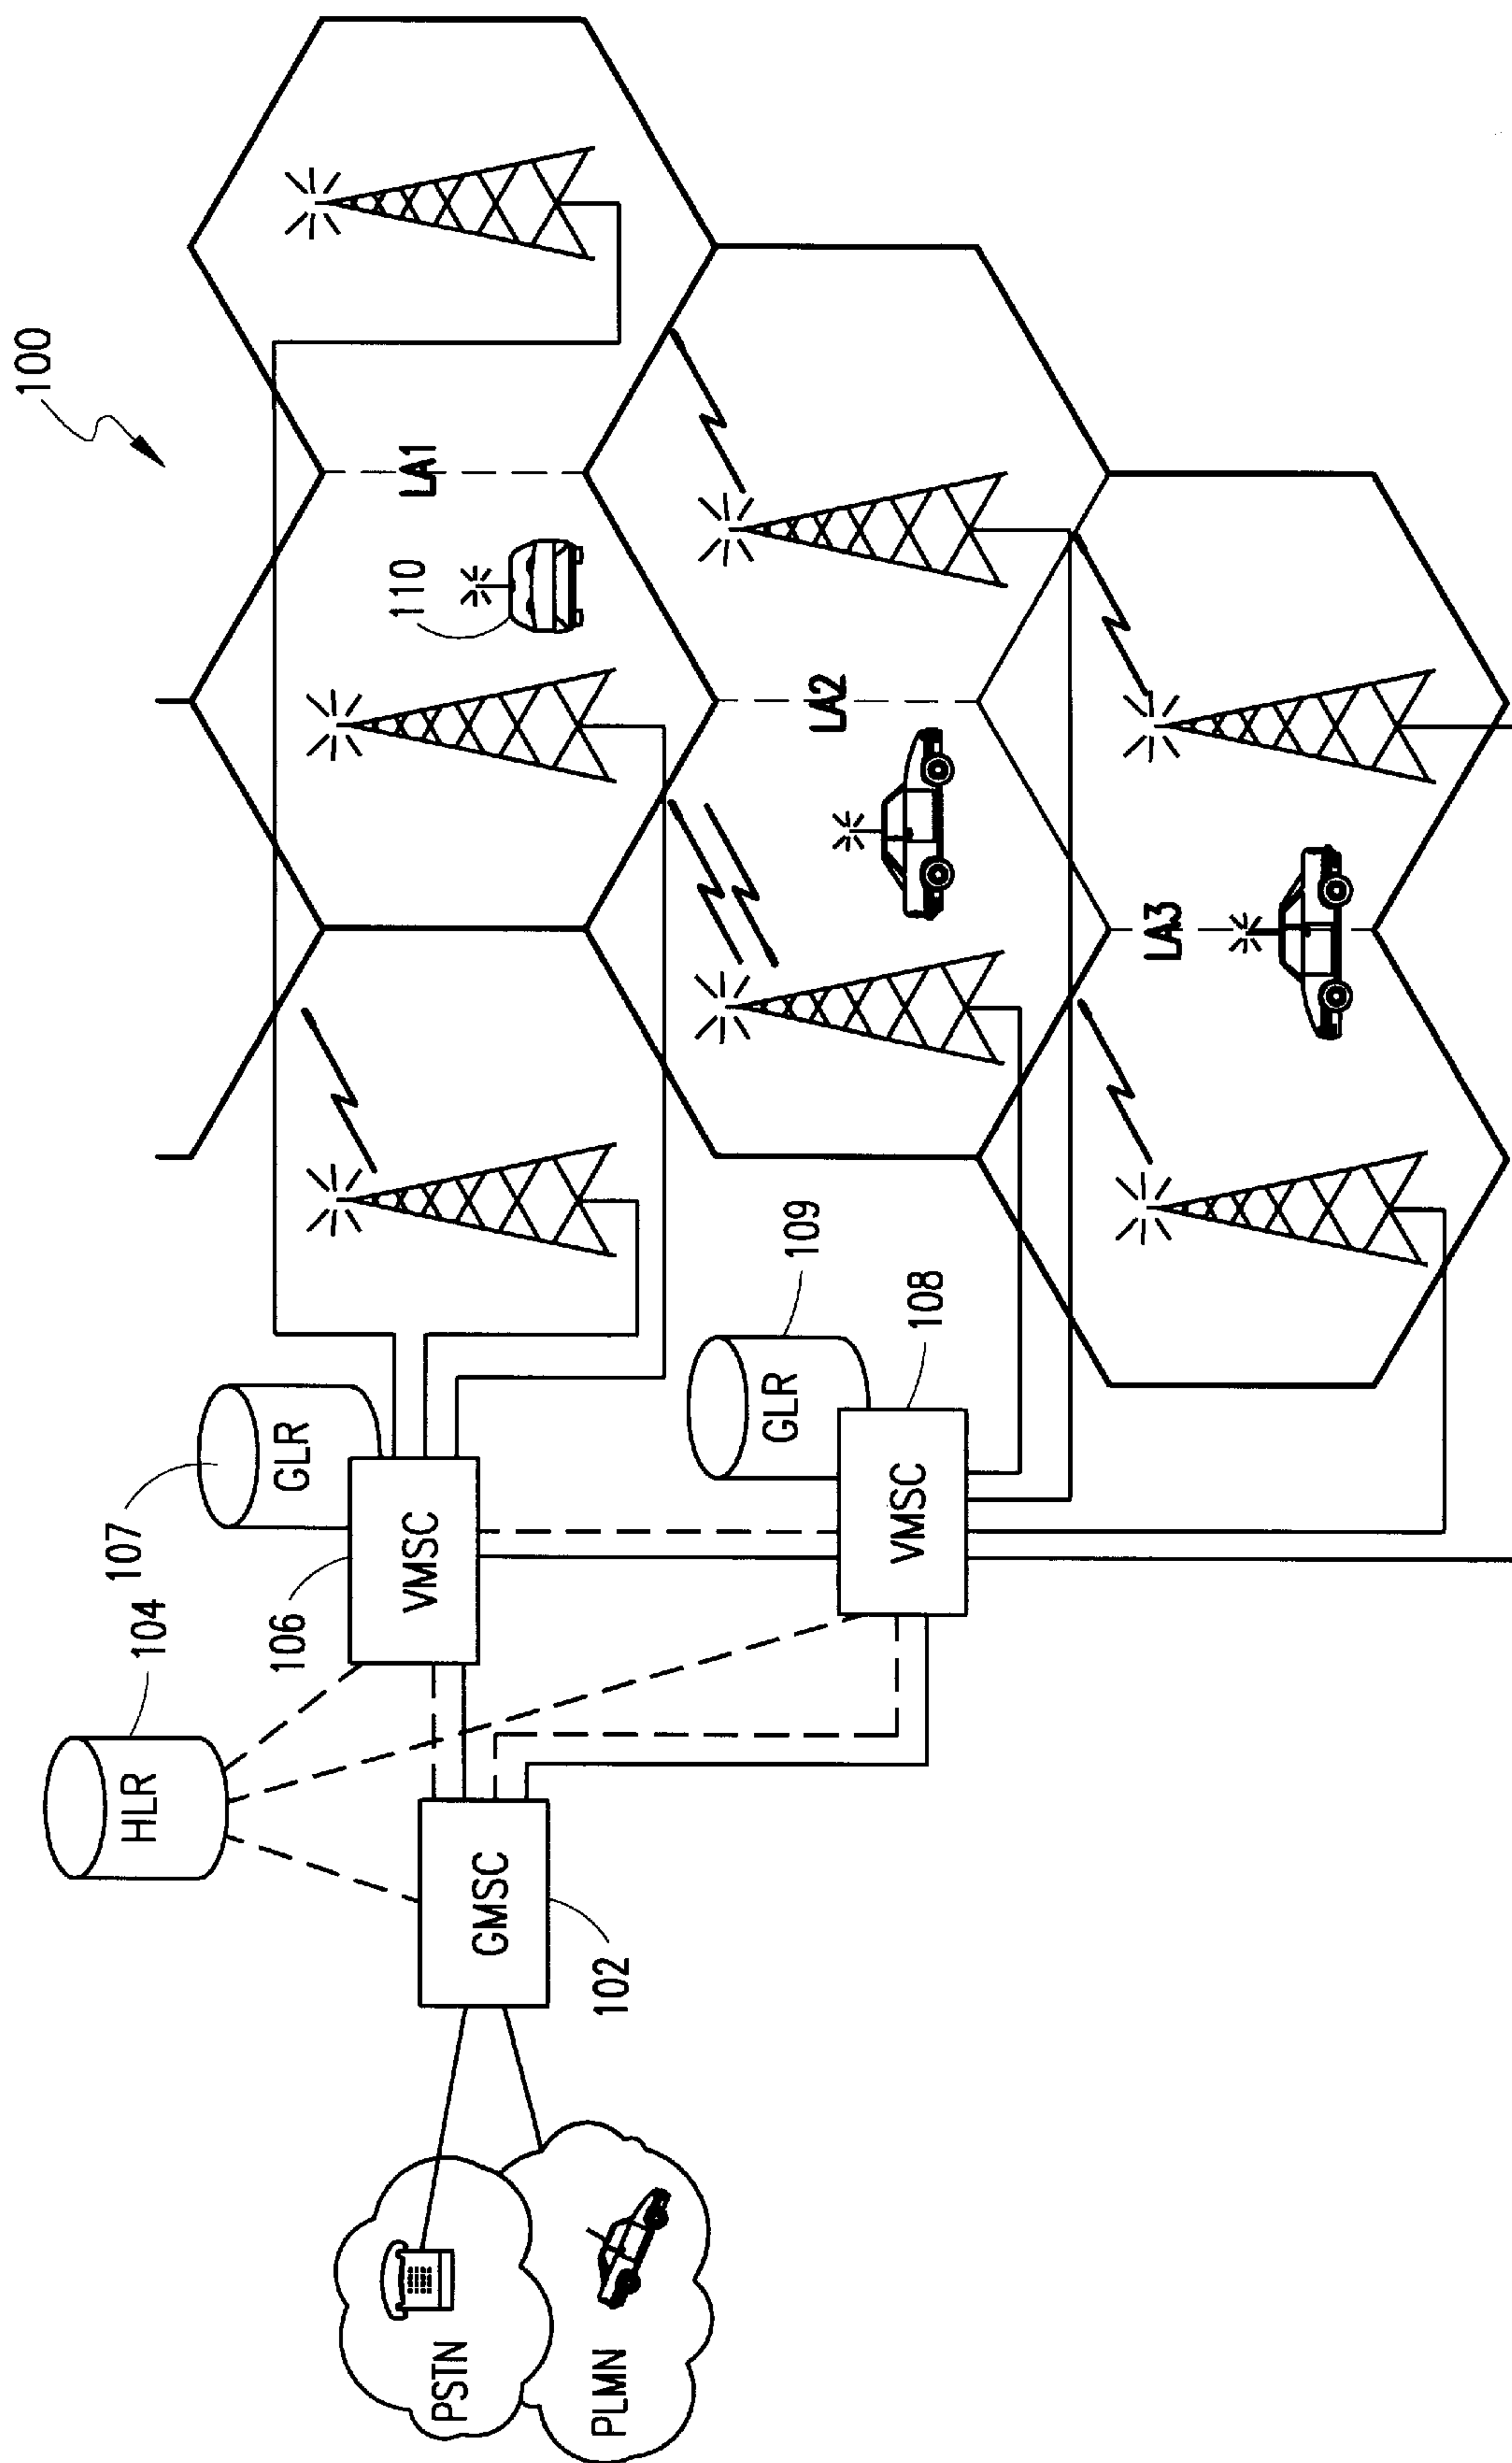 100
HLR
104
107
GLR
106
VMSC
LA1
110
GMSC
102
PSTN
PLMN
GLR
109
VMSC
108
LA2
LA3